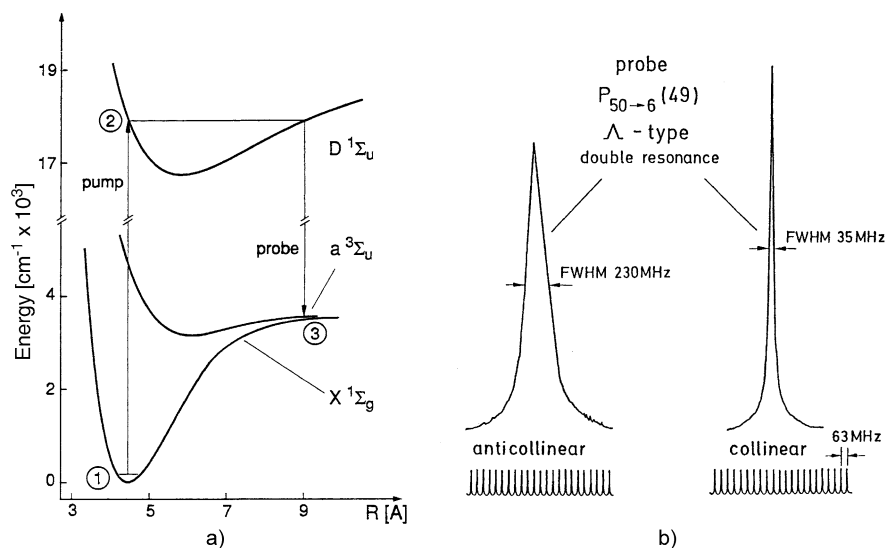 19
②
17
D ¹Σᵤ
pump
Energy [cm⁻¹ x 10³]
probe
a ³Σᵤ
4
③
2
X ¹Σg
①
0
3
5
7
9
R [A]
a)
probe
P₅₀→₆ (49)
Λ - type
double resonance
FWHM 35MHz
FWHM 230MHz
63MHz
anticollinear
collinear
b)